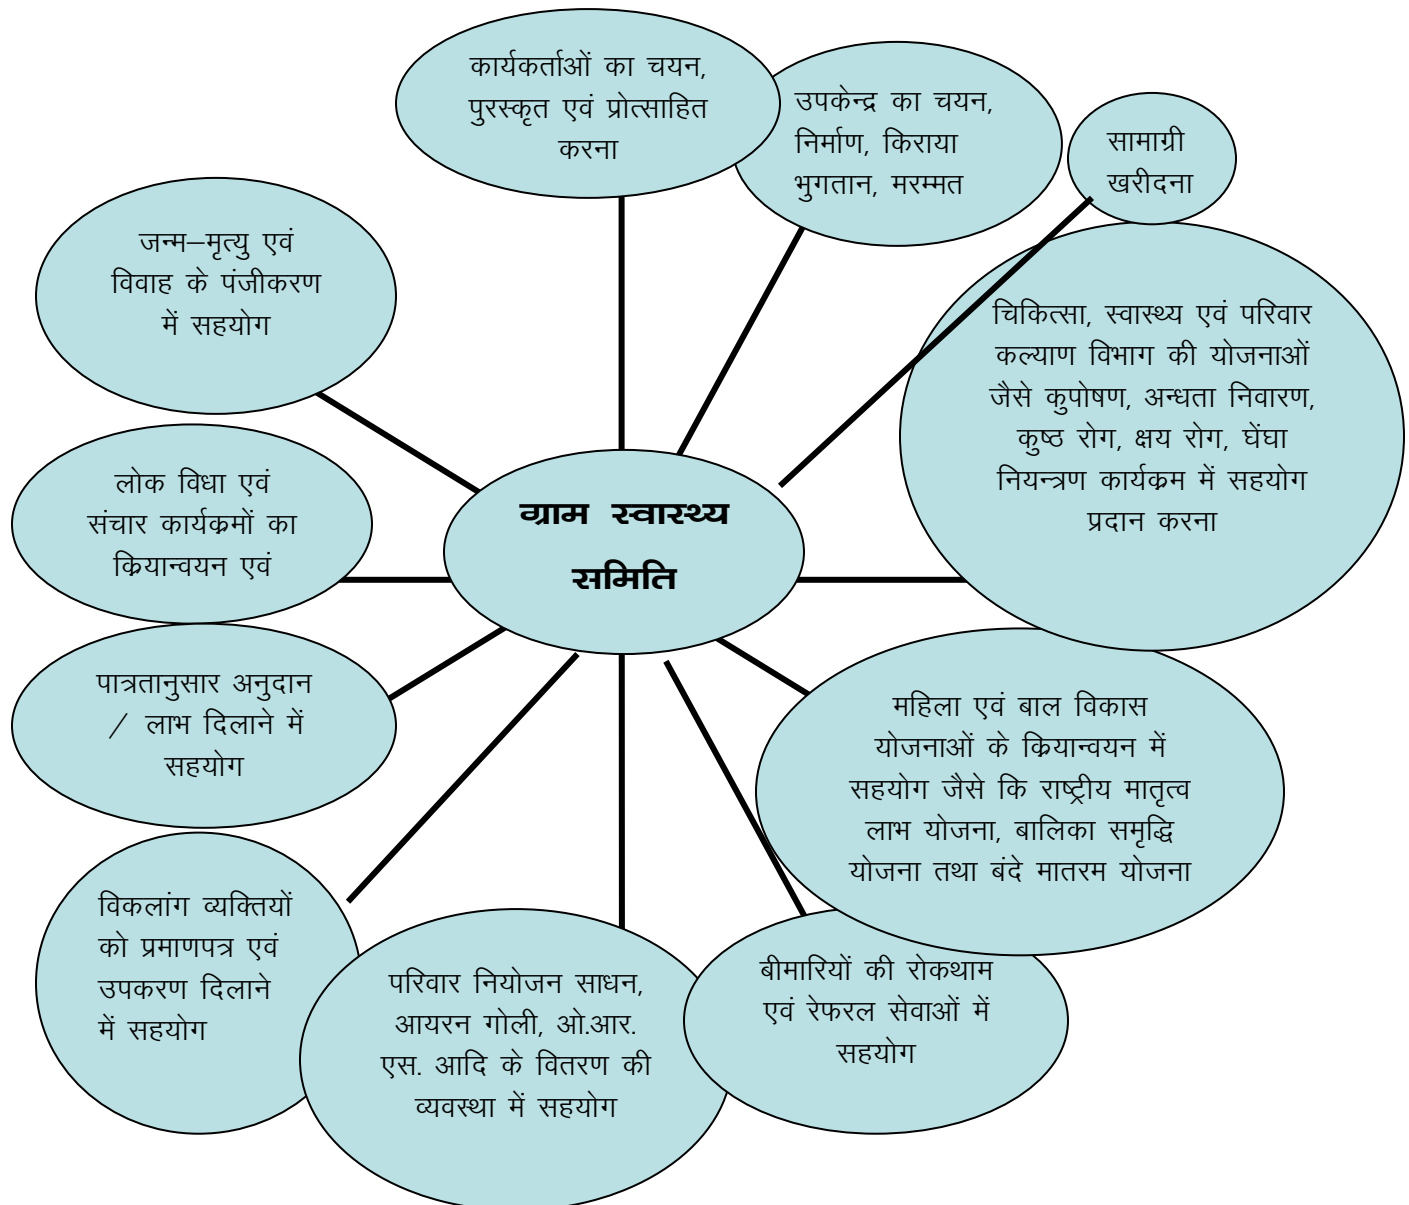 कार्यकर्ताओं का चयन,
पुरस्कृत एवं प्रोत्साहित
करना
उपकेन्द्र का चयन,
निर्माण, किराया
भुगतान, मरम्मत
सामाग्री
खरीदना
जन्म–मृत्यु एवं
विवाह के पंजीकरण
में सहयोग
चिकित्सा, स्वास्थ्य एवं परिवार
कल्याण विभाग की योजनाओं
जैसे कुपोषण, अन्धता निवारण,
कुष्ठ रोग, क्षय रोग, घेंघा
नियन्त्रण कार्यक्रम में सहयोग
प्रदान करना
लोक विधा एवं
संचार कार्यक्रमों का
क्रियान्वयन एवं
ग्राम स्वास्थ्य
समिति
पात्रतानुसार अनुदान
/ लाभ दिलाने में
सहयोग
महिला एवं बाल विकास
योजनाओं के क्रियान्वयन में
सहयोग जैसे कि राष्ट्रीय मातृत्व
लाभ योजना, बालिका समृद्धि
योजना तथा बंदे मातरम योजना
विकलांग व्यक्तियों
को प्रमाणपत्र एवं
उपकरण दिलाने
में सहयोग
परिवार नियोजन साधन,
आयरन गोली, ओ.आर.
एस. आदि के वितरण की
व्यवस्था में सहयोग
बीमारियों की रोकथाम
एवं रेफरल सेवाओं में
सहयोग